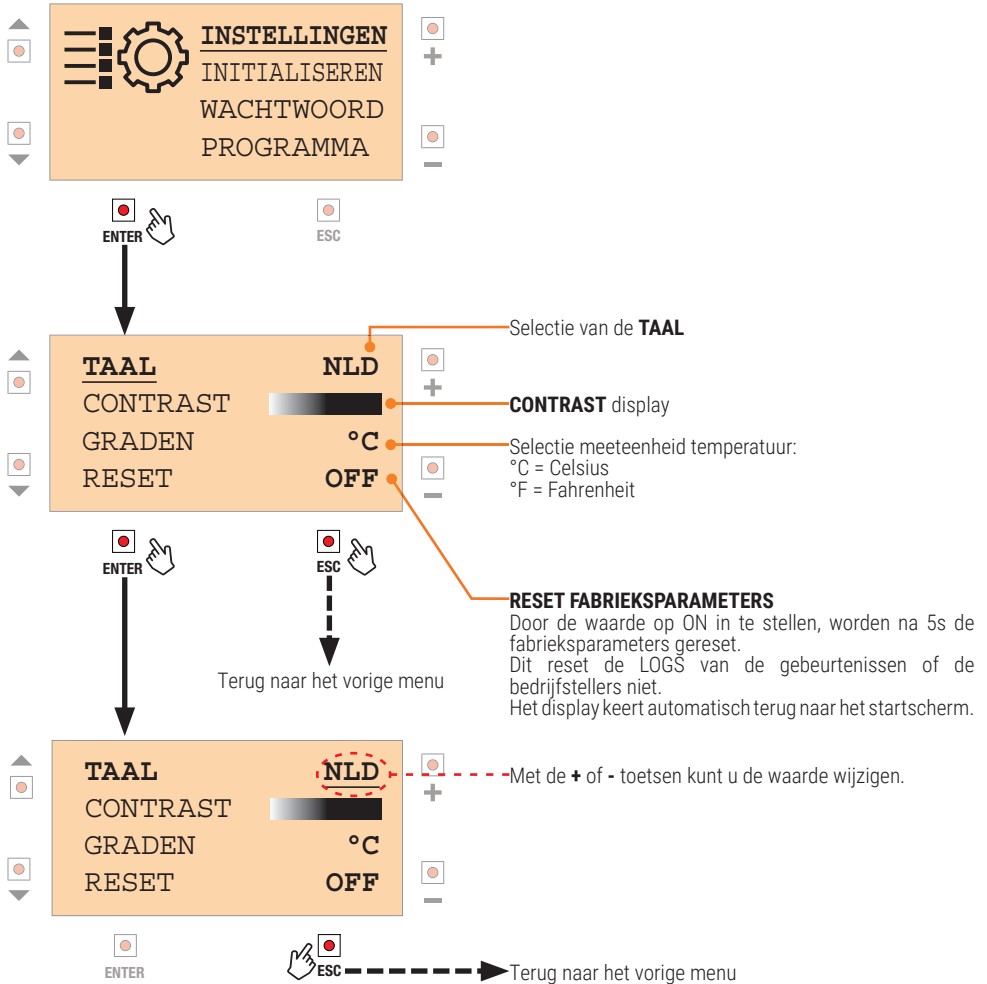 INSTELLINGEN
INITIALISEREN
WACHTWOORD
PROGRAMMA
+
−
ENTER
ESC
TAAL NLD
CONTRAST
GRADEN °C
RESET OFF
+
−
Selectie van de TAAL
CONTRAST display
Selectie meeteenheid temperatuur:
°C = Celsius
°F = Fahrenheit
ENTER
ESC
RESET FABRIEKSPARAMETERS
Door de waarde op ON in te stellen, worden na 5s de
fabrieksparameters gereset.
Dit reset de LOGS van de gebeurtenissen of de
bedrijfstellers niet.
Het display keert automatisch terug naar het startscherm.
Terug naar het vorige menu
TAAL NLD
CONTRAST
GRADEN °C
RESET OFF
+
−
Met de + of - toetsen kunt u de waarde wijzigen.
ENTER
ESC
Terug naar het vorige menu